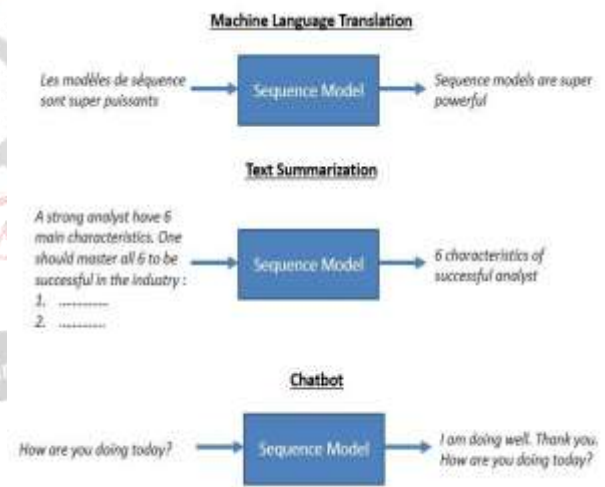 Machine Language Translation
Les modèles de séquence
sont super puissants
Sequence Model
Sequence models are super
powerful
Text Summarization
A strong analyst have 6
main characteristics. One
should master all 6 to be
successful in the industry :
1. ...........
2. ...........
Sequence Model
6 characteristics of
successful analyst
Chatbot
How are you doing today?
Sequence Model
I am doing well. Thank you.
How are you doing today?